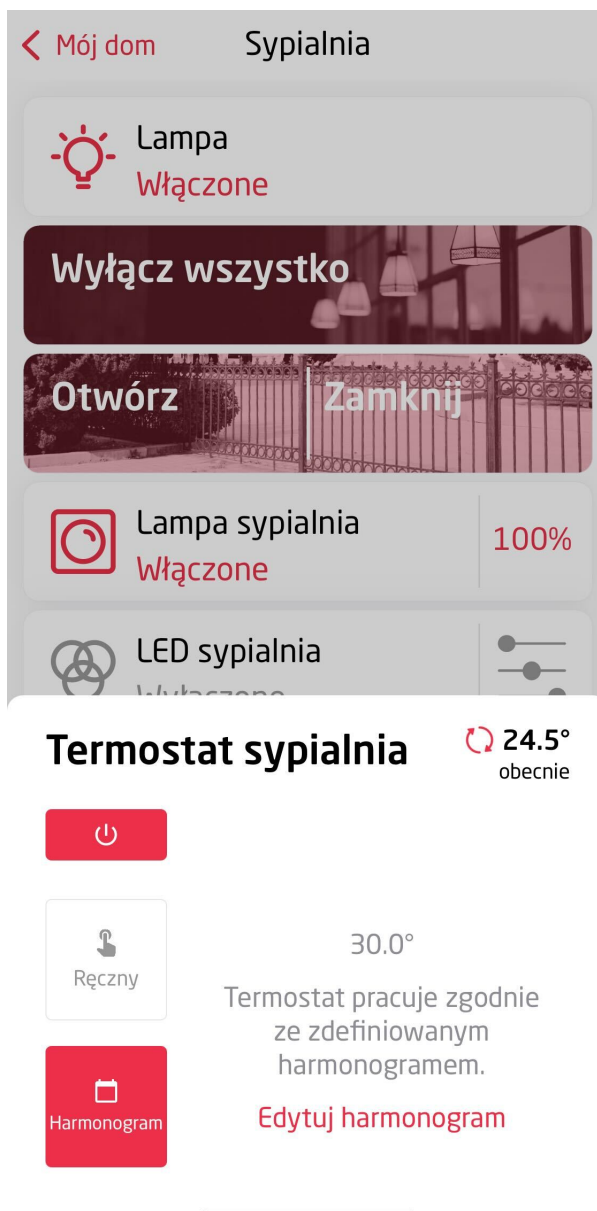 Mój dom
Sypialnia
Lampa
Włączone
Wyłącz wszystko
Otwórz
Zamknij
Lampa sypialnia
Włączone
100%
LED sypialnia
Wyłączone
Termostat sypialnia
24.5°
obecnie
Ręczny
30.0°
Termostat pracuje zgodnie
ze zdefiniowanym
harmonogramem.
Harmonogram
Edytuj harmonogram